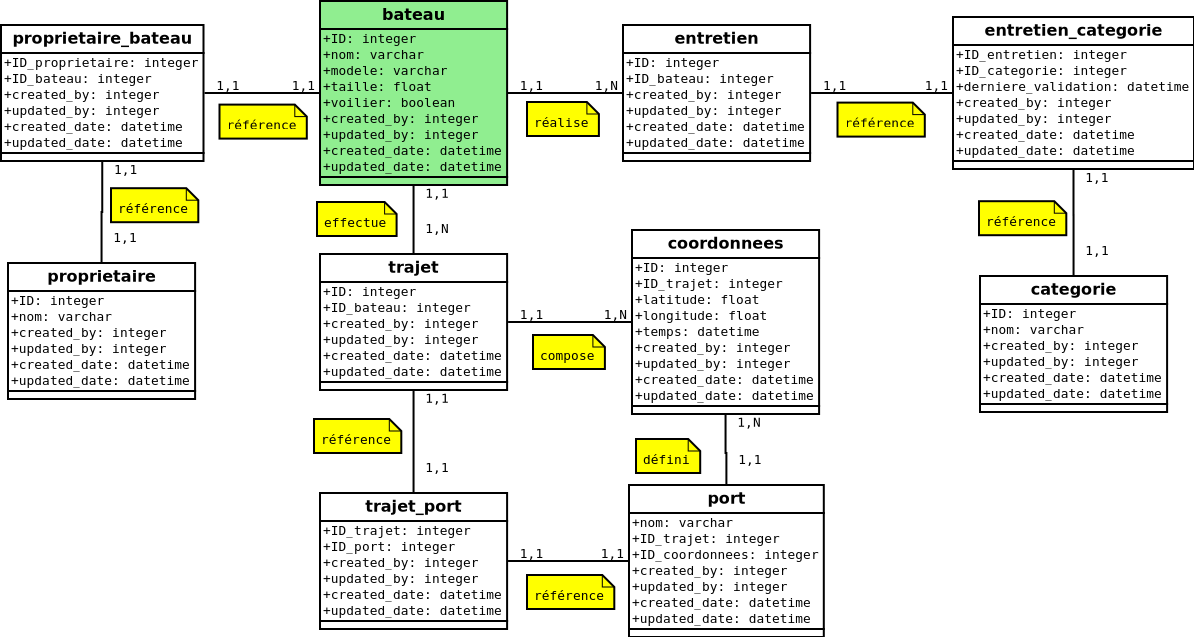 proprietaire_bateau
+ID_proprietaire: integer
+ID_bateau: integer
+created_by: integer
+updated_by: integer
+created_date: datetime
+updated_date: datetime
1,1
1,1
référence
bateau
+ID: integer
+nom: varchar
+modele: varchar
+taille: float
+voilier: boolean
+created_by: integer
+updated_by: integer
+created_date: datetime
+updated_date: datetime
1,1
1,N
réalise
entretien
+ID: integer
+ID_bateau: integer
+created_by: integer
+updated_by: integer
+created_date: datetime
+updated_date: datetime
1,1
1,1
référence
entretien_categorie
+ID_entretien: integer
+ID_categorie: integer
+derniere_validation: datetime
+created_by: integer
+updated_by: integer
+created_date: datetime
+updated_date: datetime
1,1
référence
1,1
proprietaire
+ID: integer
+nom: varchar
+created_by: integer
+updated_by: integer
+created_date: datetime
+updated_date: datetime
1,1
effectue
1,N
trajet
+ID: integer
+ID_bateau: integer
+created_by: integer
+updated_by: integer
+created_date: datetime
+updated_date: datetime
1,1
1,N
compose
coordonnees
+ID: integer
+ID_trajet: integer
+latitude: float
+longitude: float
+temps: datetime
+created_by: integer
+updated_by: integer
+created_date: datetime
+updated_date: datetime
1,1
référence
1,1
categorie
+ID: integer
+nom: varchar
+created_by: integer
+updated_by: integer
+created_date: datetime
+updated_date: datetime
1,1
référence
1,1
trajet_port
+ID_trajet: integer
+ID_port: integer
+created_by: integer
+updated_by: integer
+created_date: datetime
+updated_date: datetime
1,1
1,1
référence
1,N
défini
1,1
port
+nom: varchar
+ID_trajet: integer
+ID_coordonnees: integer
+created_by: integer
+updated_by: integer
+created_date: datetime
+updated_date: datetime